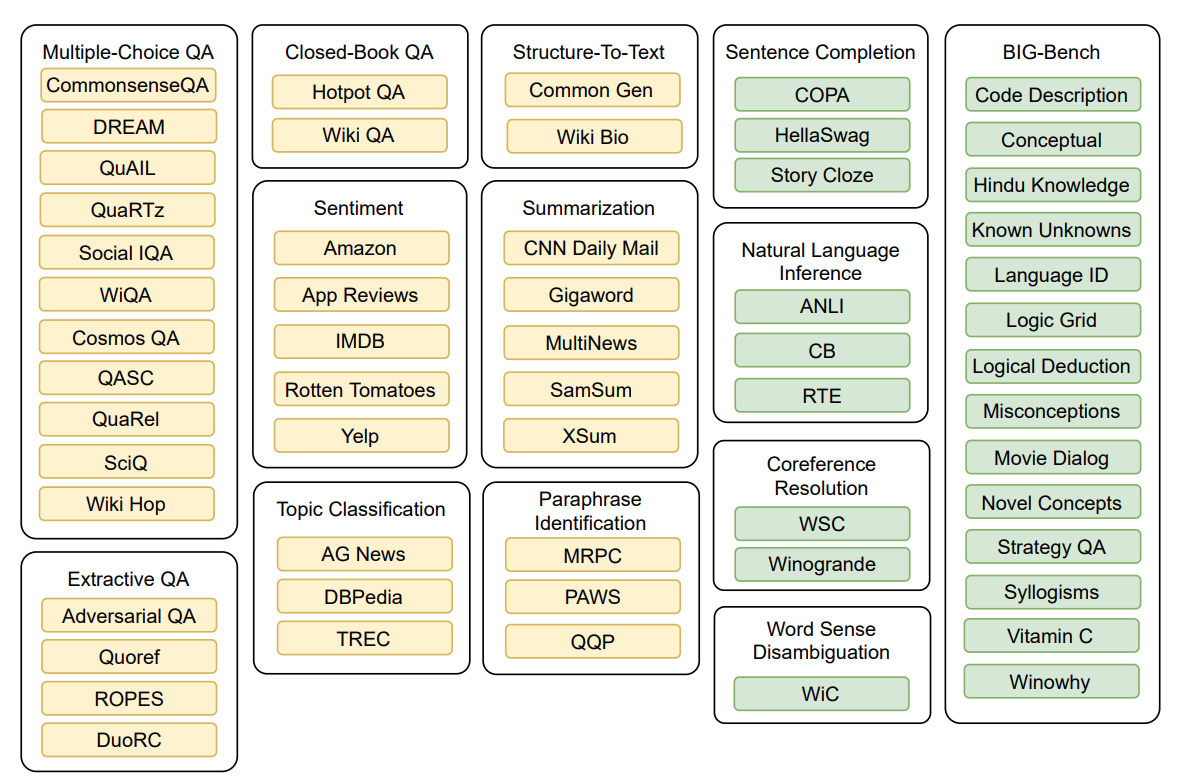 Multiple-Choice QA
CommonsenseQA
DREAM
QuAIL
QuaRTz
Social IQA
WiQA
Cosmos QA
QASC
QuaRel
SciQ
Wiki Hop
Extractive QA
Adversarial QA
Quoref
ROPES
DuoRC
Closed-Book QA
Hotpot QA
Wiki QA
Sentiment
Amazon
App Reviews
IMDB
Rotten Tomatoes
Yelp
Topic Classification
AG News
DBPedia
TREC
Structure-To-Text
Common Gen
Wiki Bio
Summarization
CNN Daily Mail
Gigaword
MultiNews
SamSum
XSum
Paraphrase
Identification
MRPC
PAWS
QQP
Sentence Completion
COPA
HellaSwag
Story Cloze
Natural Language
Inference
ANLI
CB
RTE
Coreference
Resolution
WSC
Winogrande
Word Sense
Disambiguation
WiC
BIG-Bench
Code Description
Conceptual
Hindu Knowledge
Known Unknowns
Language ID
Logic Grid
Logical Deduction
Misconceptions
Movie Dialog
Novel Concepts
Strategy QA
Syllogisms
Vitamin C
Winowhy